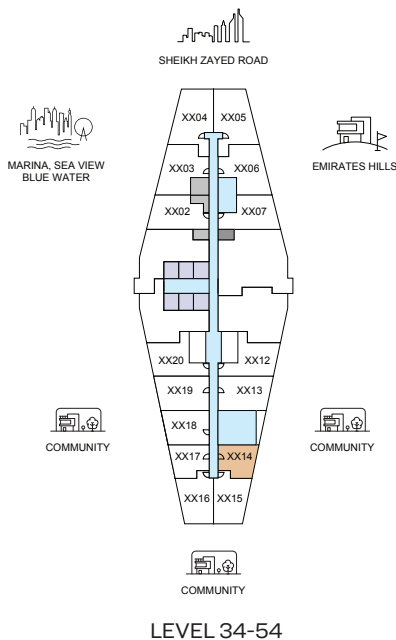 SHEIKH ZAYED ROAD
XX04
XX05
MARINA, SEA VIEW
BLUE WATER
EMIRATES HILLS
XX03
XX06
XX02
XX07
XX20
XX12
XX19
XX13
XX18
COMMUNITY
COMMUNITY
XX17
XX14
XX16
XX15
COMMUNITY
LEVEL 34-54